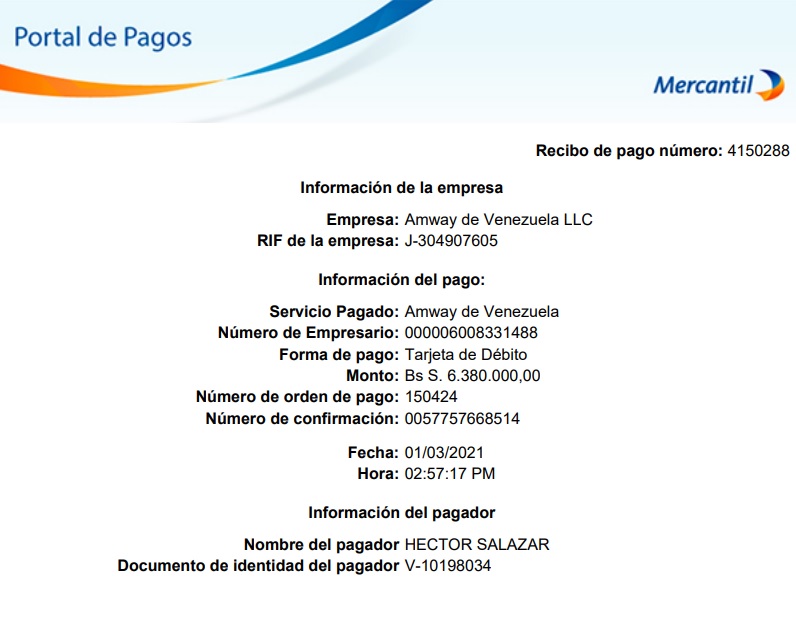 Portal de Pagos
Mercantil
Recibo de pago número: 4150288
Información de la empresa
Empresa: Amway de Venezuela LLC
RIF de la empresa: J-304907605
Información del pago:
Servicio Pagado: Amway de Venezuela
Número de Empresario: 000006008331488
Forma de pago: Tarjeta de Débito
Monto: Bs S. 6.380.000,00
Número de orden de pago: 150424
Número de confirmación: 0057757668514
Fecha: 01/03/2021
Hora: 02:57:17 PM
Información del pagador
Nombre del pagador HECTOR SALAZAR
Documento de identidad del pagador V-10198034